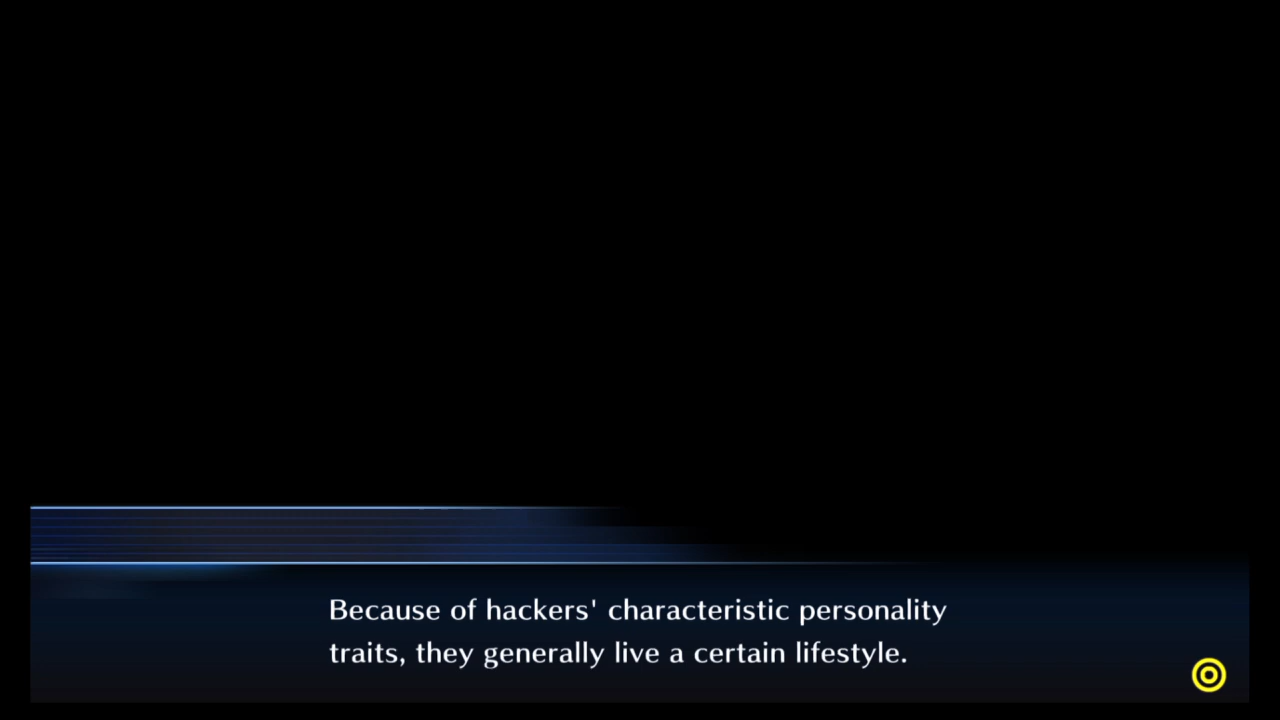 Because of hackers' characteristic personality
traits, they generally live a certain lifestyle.